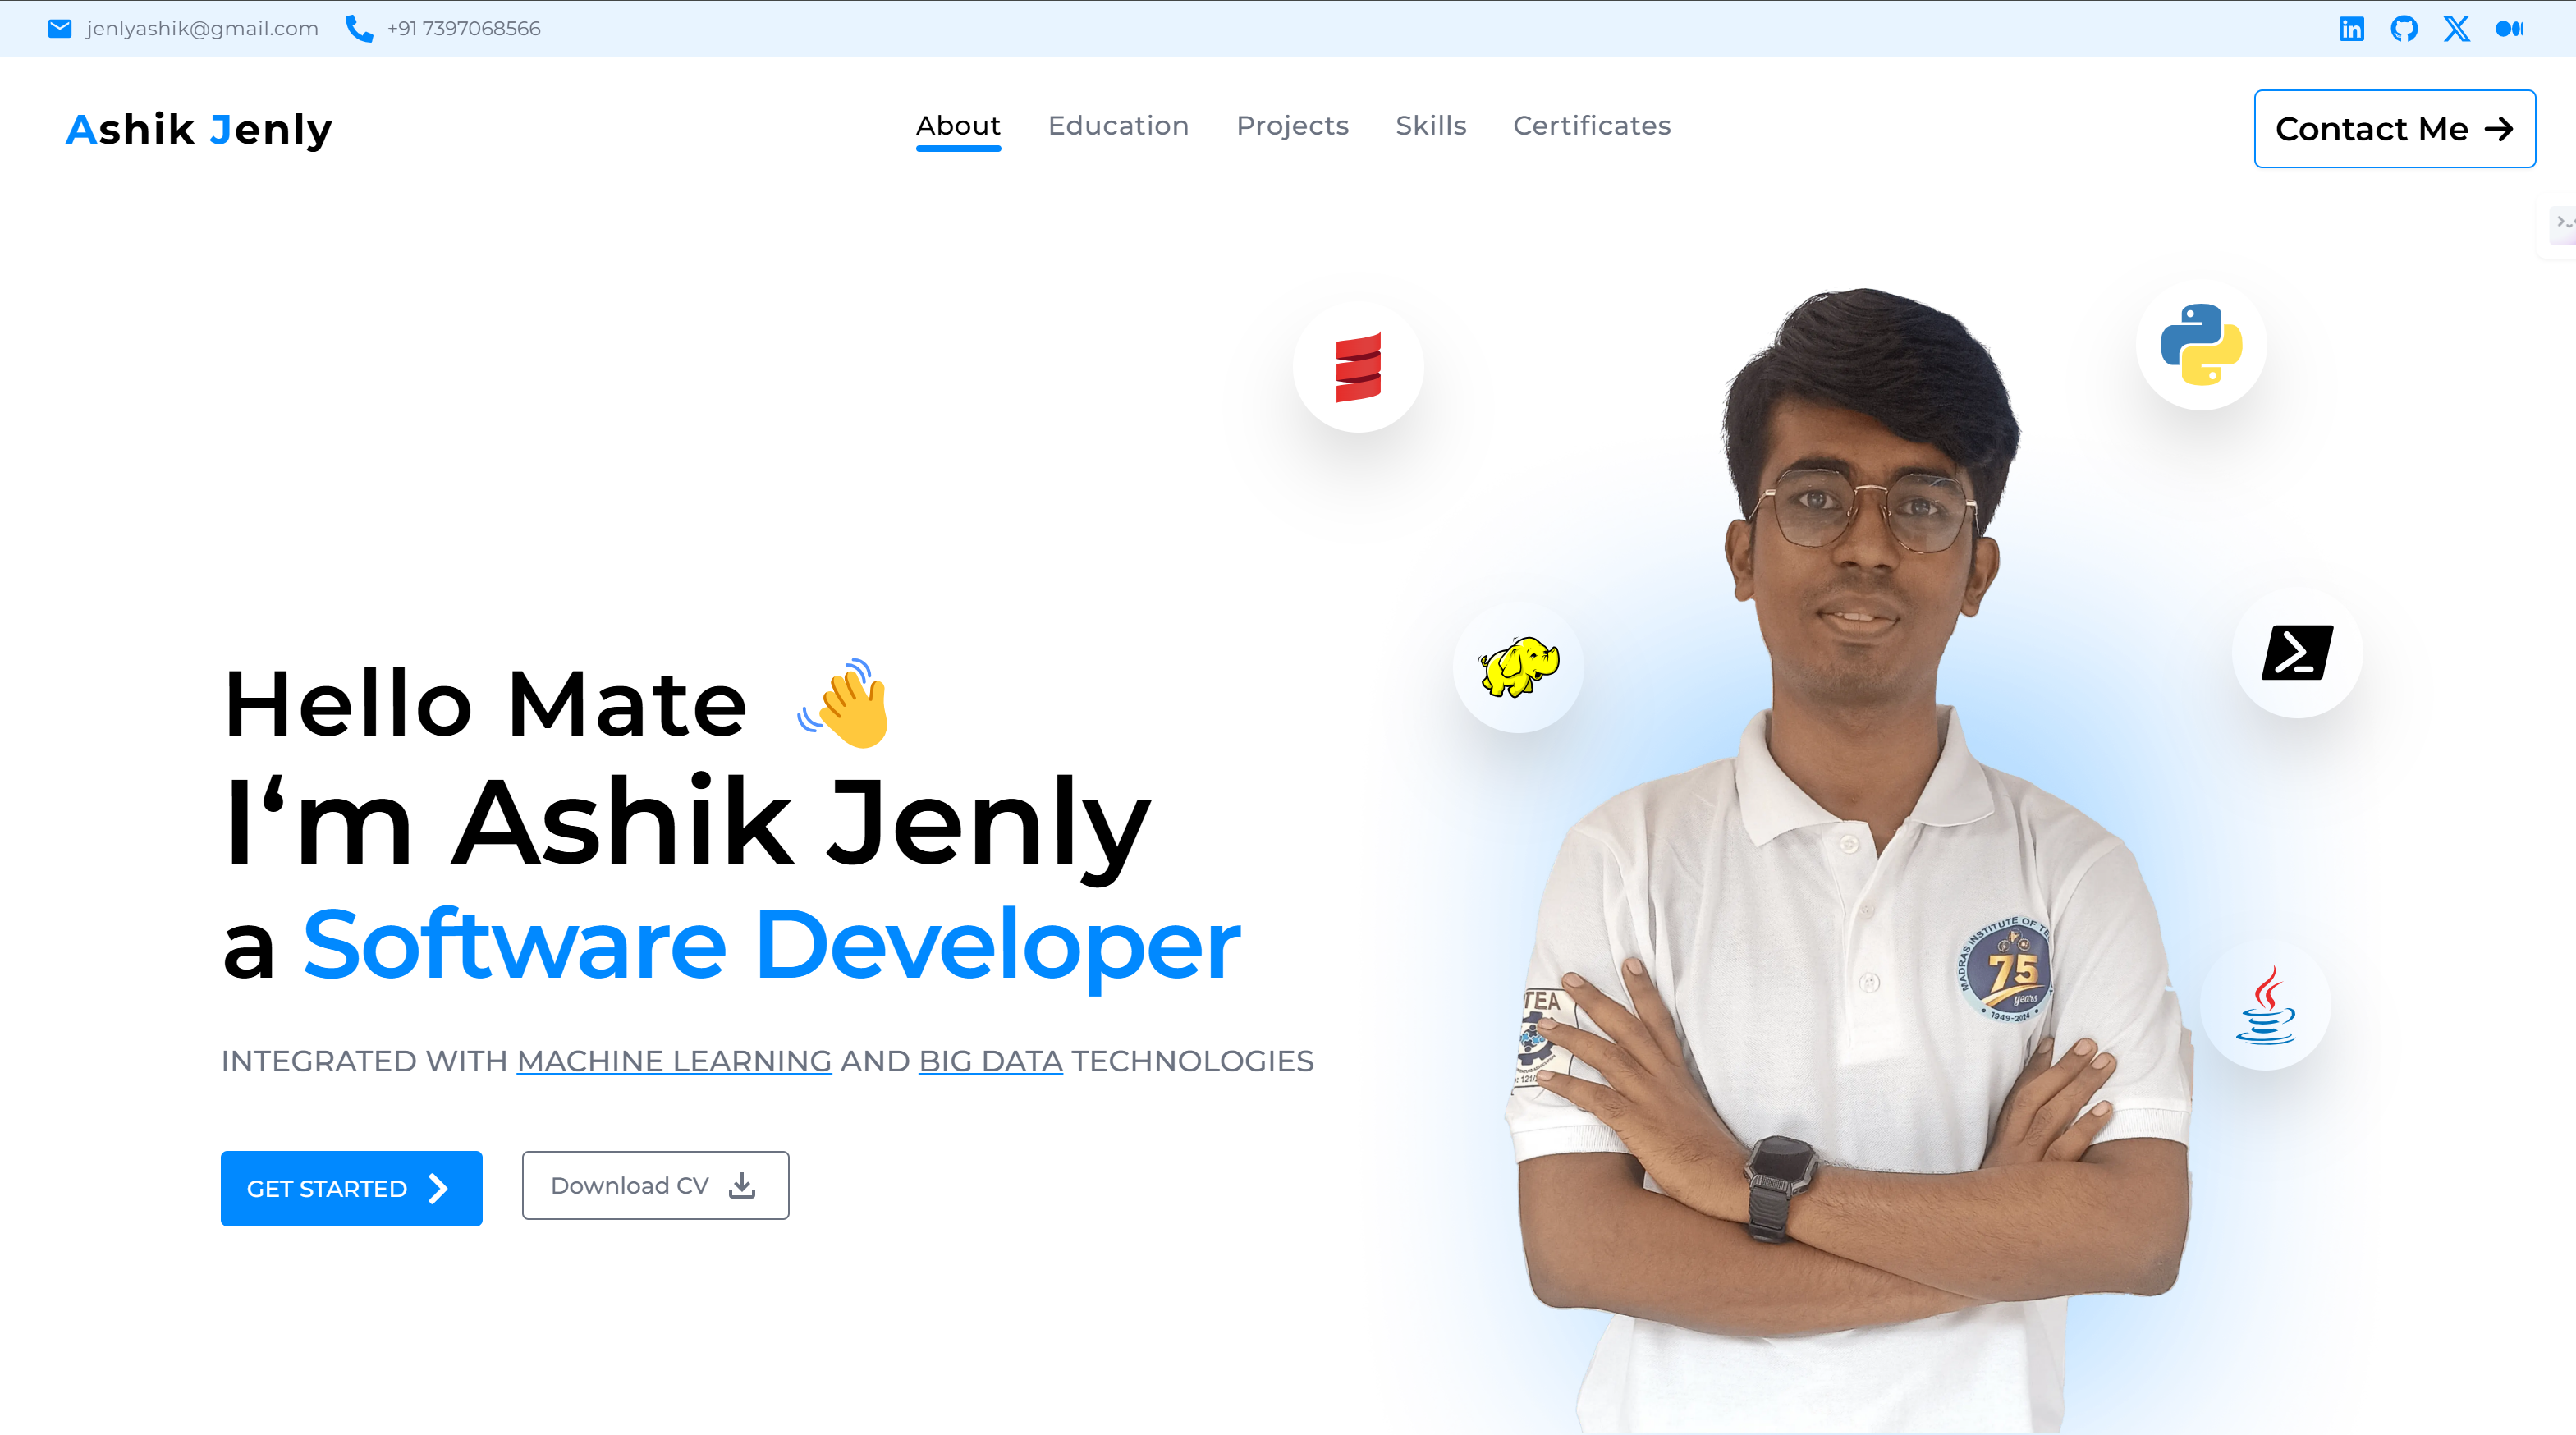 jenlyashik@gmail.com +91 7397068566
Ashik Jenly
About Education Projects Skills Certificates
Contact Me
Hello Mate
I‘m Ashik Jenly
a Software Developer
INTEGRATED WITH MACHINE LEARNING AND BIG DATA TECHNOLOGIES
GET STARTED
Download CV
MADRAS INSTITUTE OF
75
years
1949-2024
TEA